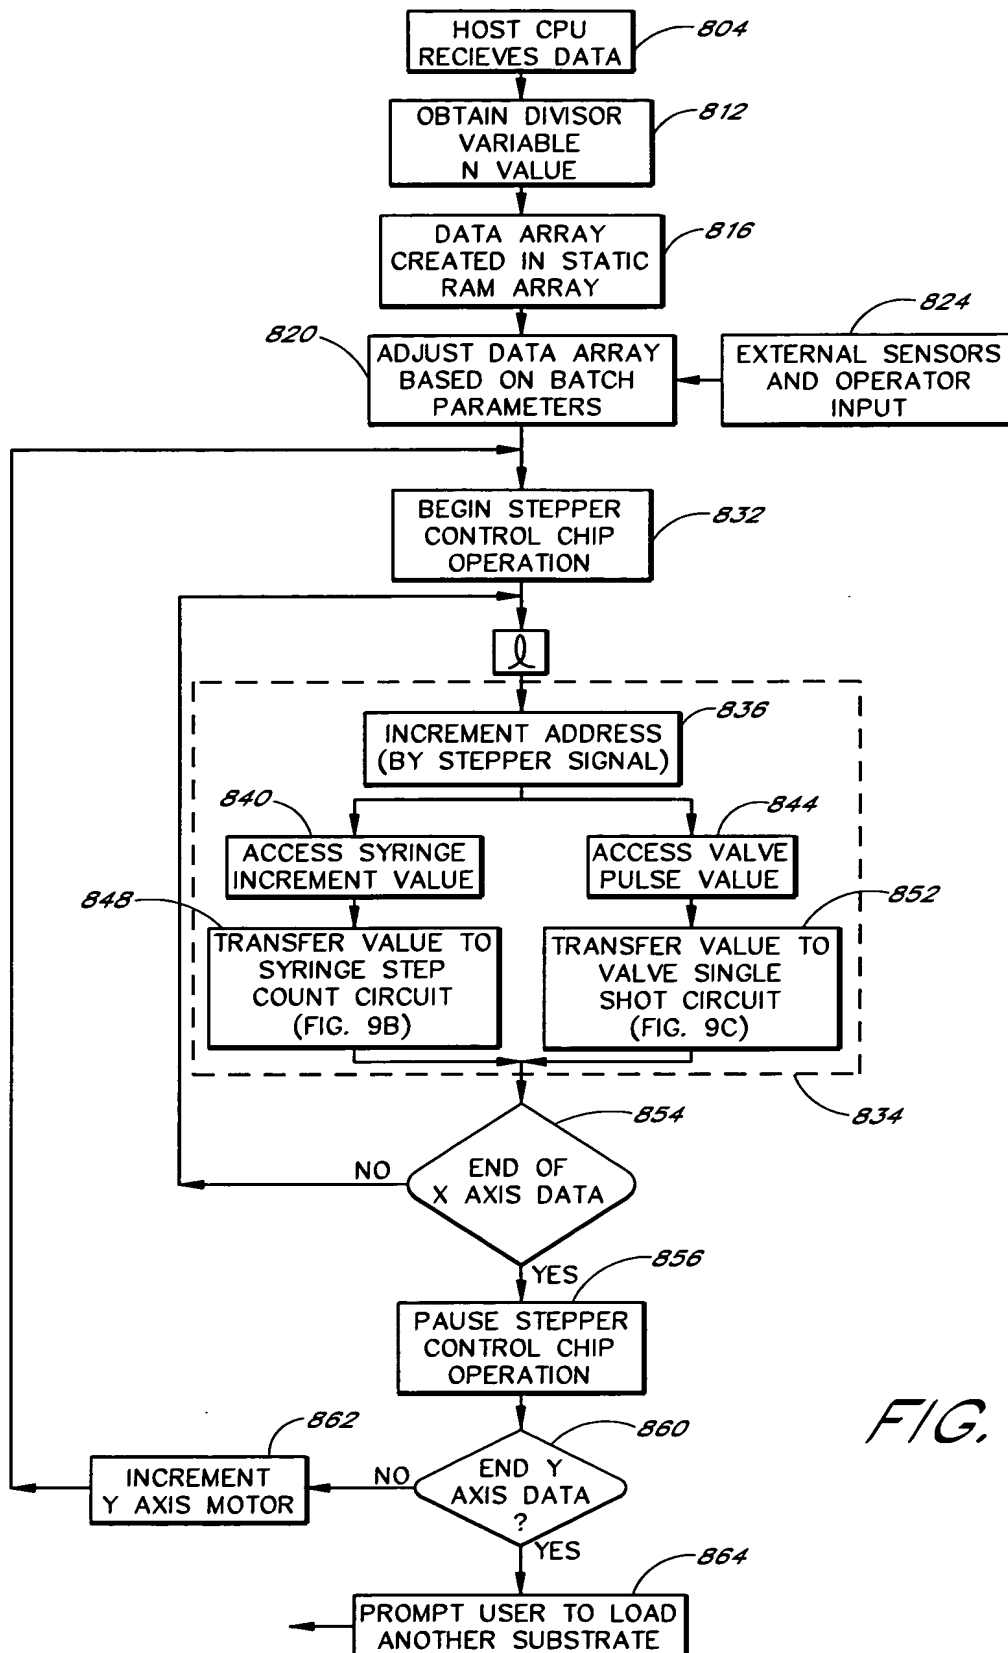 HOST CPU
RECIEVES DATA
804
OBTAIN DIVISOR
VARIABLE
N VALUE
812
DATA ARRAY
CREATED IN STATIC
RAM ARRAY
816
820
ADJUST DATA ARRAY
BASED ON BATCH
PARAMETERS
824
EXTERNAL SENSORS
AND OPERATOR
INPUT
BEGIN STEPPER
CONTROL CHIP
OPERATION
832
836
INCREMENT ADDRESS
(BY STEPPER SIGNAL)
840
ACCESS SYRINGE
INCREMENT VALUE
844
ACCESS VALVE
PULSE VALUE
848
TRANSFER VALUE TO
SYRINGE STEP
COUNT CIRCUIT
(FIG. 9B)
852
TRANSFER VALUE TO
VALVE SINGLE
SHOT CIRCUIT
(FIG. 9C)
834
854
END OF
X AXIS DATA
NO
YES
856
PAUSE STEPPER
CONTROL CHIP
OPERATION
860
END Y
AXIS DATA
?
NO
862
INCREMENT
Y AXIS MOTOR
YES
864
PROMPT USER TO LOAD
ANOTHER SUBSTRATE
FIG.